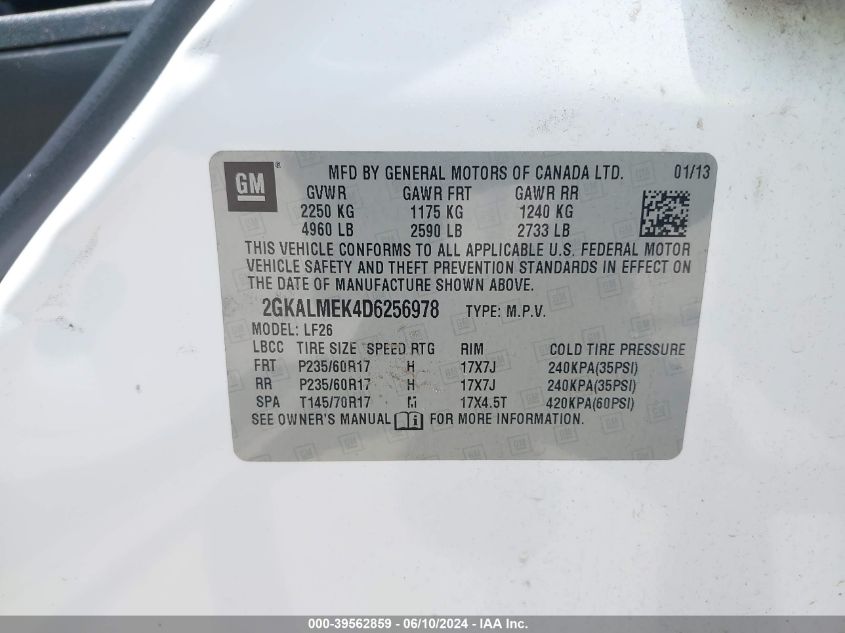 GM ® MFD BY GENERAL MOTORS OF CANADA LTD. 01/13
GVWR GAWR FRT GAWR RR
2250 KG 1175 KG 1240 KG
4960 LB 2590 LB 2733 LB
THIS VEHICLE CONFORMS TO ALL APPLICABLE U.S. FEDERAL MOTOR
VEHICLE SAFETY AND THEFT PREVENTION STANDARDS IN EFFECT ON
THE DATE OF MANUFACTURE SHOWN ABOVE.
2GKALMEK4D6256978 TYPE: M.P.V.
MODEL: LF26
LBCC TIRE SIZE SPEED RTG RIM COLD TIRE PRESSURE
FRT P235/60R17 H 17X7J 240KPA(35PSI)
RR P235/60R17 H 17X7J 240KPA(35PSI)
SPA T145/70R17 M 17X4.5T 420KPA(60PSI)
SEE OWNER'S MANUAL i FOR MORE INFORMATION.
000-39562859 - 06/10/2024 - IAA Inc.